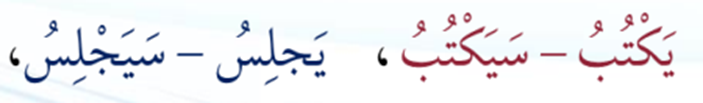 يَكْتُبُ – سَيَكْتُبُ ، يَجلِسُ – سَيَجْلِسُ ،